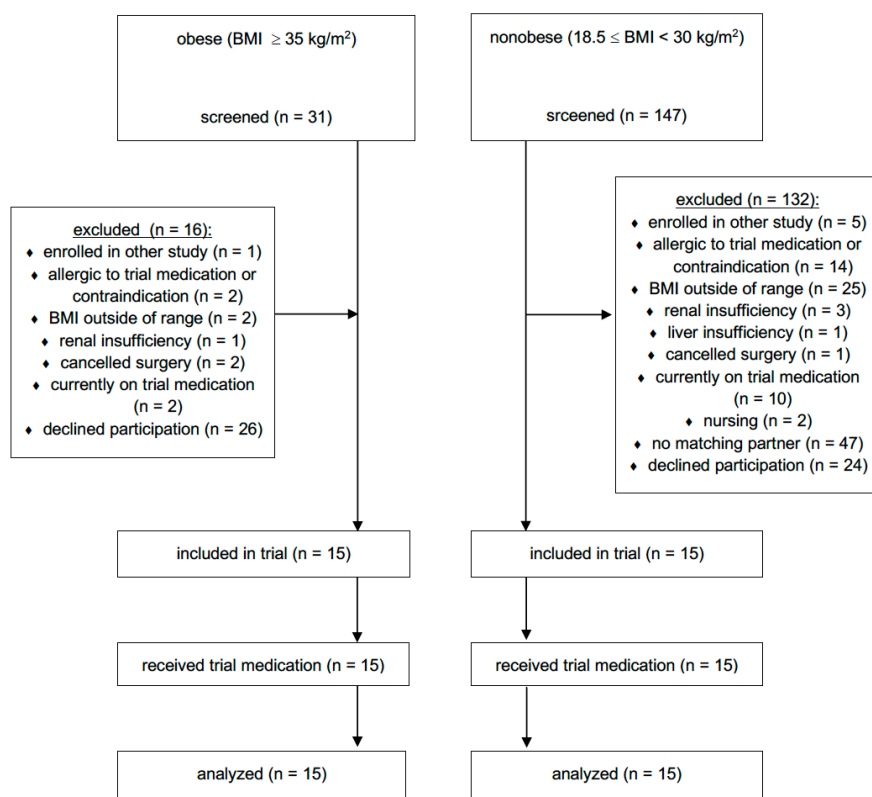 obese (BMI ≥ 35 kg/m²)
screened (n = 31)
nonobese (18.5 ≤ BMI < 30 kg/m²)
srceened (n = 147)
excluded (n = 16):
♦ enrolled in other study (n = 1)
♦ allergic to trial medication or
contraindication (n = 2)
♦ BMI outside of range (n = 2)
♦ renal insufficiency (n = 1)
♦ cancelled surgery (n = 2)
♦ currently on trial medication
(n = 2)
♦ declined participation (n = 26)
excluded (n = 132):
♦ enrolled in other study (n = 5)
♦ allergic to trial medication or
contraindication (n = 14)
♦ BMI outside of range (n = 25)
♦ renal insufficiency (n = 3)
♦ liver insufficiency (n = 1)
♦ cancelled surgery (n = 1)
♦ currently on trial medication
(n = 10)
♦ nursing (n = 2)
♦ no matching partner (n = 47)
♦ declined participation (n = 24)
included in trial (n = 15)
included in trial (n = 15)
received trial medication (n = 15)
received trial medication (n = 15)
analyzed (n = 15)
analyzed (n = 15)